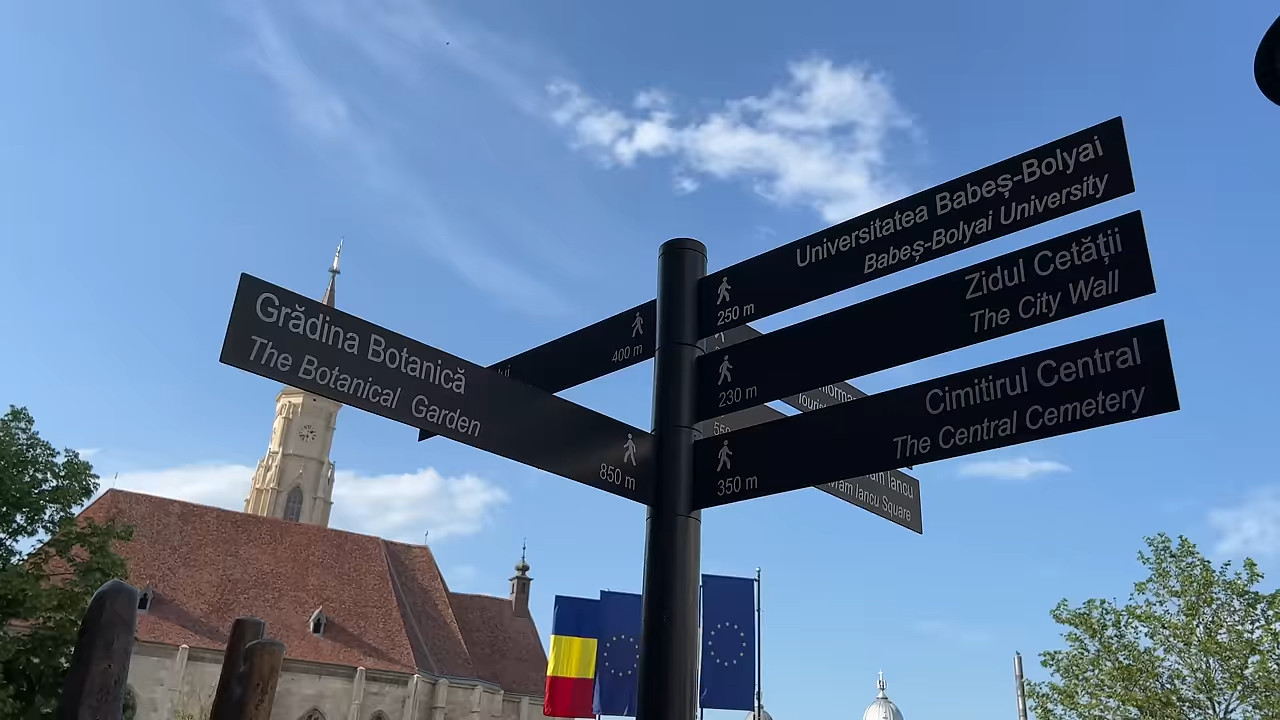 Universitatea Babeș-Bolyai
Babeș-Bolyai University
250 m
Zidul Cetății
The City Wall
230 m
Cimitirul Central
The Central Cemetery
350 m
Grădina Botanică
The Botanical Garden
850 m
400 m
Iancu
Iancu Square